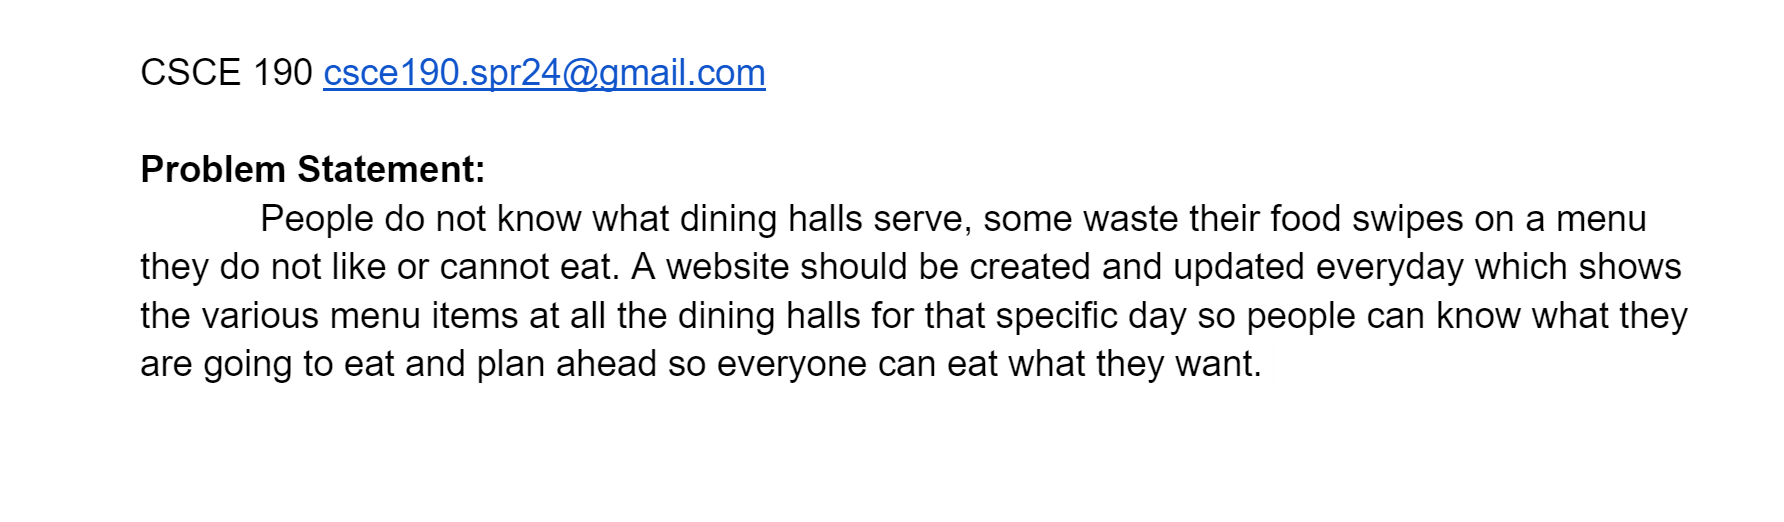 CSCE 190 csce190.spr24@gmail.com
Problem Statement:
People do not know what dining halls serve, some waste their food swipes on a menu
they do not like or cannot eat. A website should be created and updated everyday which shows
the various menu items at all the dining halls for that specific day so people can know what they
are going to eat and plan ahead so everyone can eat what they want.